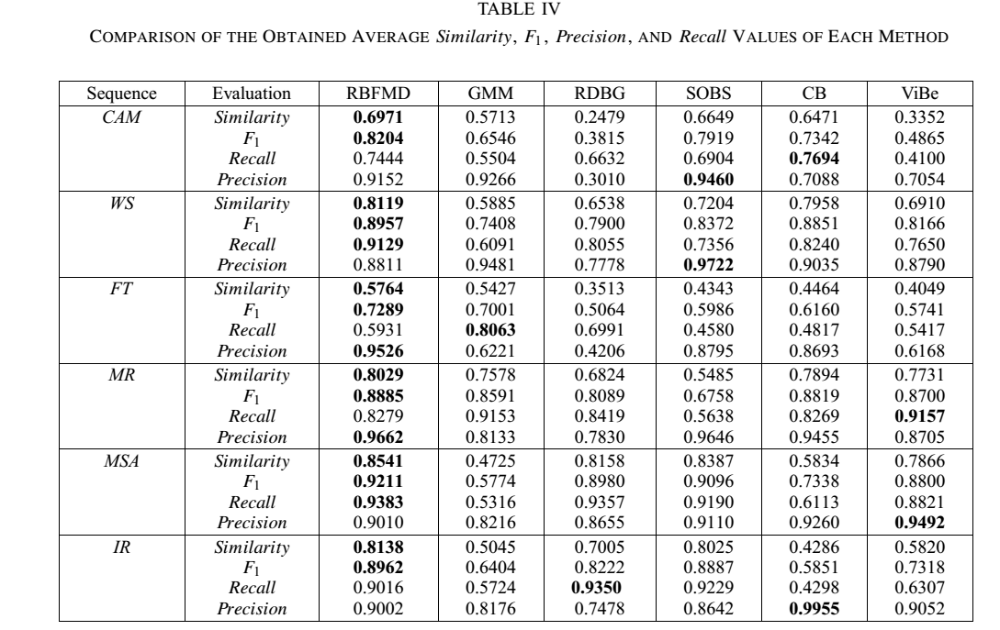 TABLE IV
COMPARISON OF THE OBTAINED AVERAGE Similarity, F1, Precision, AND Recall VALUES OF EACH METHOD
Sequence Evaluation RBFMD GMM RDBG SOBS CB ViBe
CAM Similarity 0.6971 0.5713 0.2479 0.6649 0.6471 0.3352
F1 0.8204 0.6546 0.3815 0.7919 0.7342 0.4865
Recall 0.7444 0.5504 0.6632 0.6904 0.7694 0.4100
Precision 0.9152 0.9266 0.3010 0.9460 0.7088 0.7054
WS Similarity 0.8119 0.5885 0.6538 0.7204 0.7958 0.6910
F1 0.8957 0.7408 0.7900 0.8372 0.8851 0.8166
Recall 0.9129 0.6091 0.8055 0.7356 0.8240 0.7650
Precision 0.8811 0.9481 0.7778 0.9722 0.9035 0.8790
FT Similarity 0.5764 0.5427 0.3513 0.4343 0.4464 0.4049
F1 0.7289 0.7001 0.5064 0.5986 0.6160 0.5741
Recall 0.5931 0.8063 0.6991 0.4580 0.4817 0.5417
Precision 0.9526 0.6221 0.4206 0.8795 0.8693 0.6168
MR Similarity 0.8029 0.7578 0.6824 0.5485 0.7894 0.7731
F1 0.8885 0.8591 0.8089 0.6758 0.8819 0.8700
Recall 0.8279 0.9153 0.8419 0.5638 0.8269 0.9157
Precision 0.9662 0.8133 0.7830 0.9646 0.9455 0.8705
MSA Similarity 0.8541 0.4725 0.8158 0.8387 0.5834 0.7866
F1 0.9211 0.5774 0.8980 0.9096 0.7338 0.8800
Recall 0.9383 0.5316 0.9357 0.9190 0.6113 0.8821
Precision 0.9010 0.8216 0.8655 0.9110 0.9260 0.9492
IR Similarity 0.8138 0.5045 0.7005 0.8025 0.4286 0.5820
F1 0.8962 0.6404 0.8222 0.8887 0.5851 0.7318
Recall 0.9016 0.5724 0.9350 0.9229 0.4298 0.6307
Precision 0.9002 0.8176 0.7478 0.8642 0.9955 0.9052